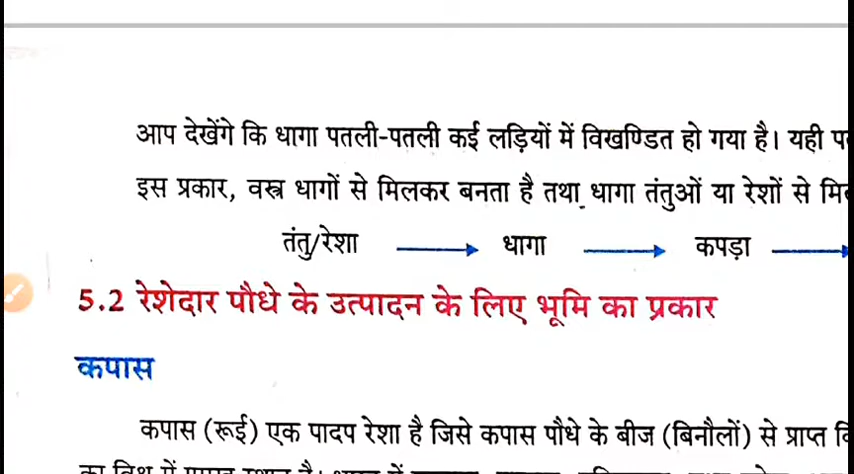 आप देखेंगे कि धागा पतली-पतली कई लड़ियों में विखण्डित हो गया है। यही
इस प्रकार, वस्त्र धागों से मिलकर बनता है तथा धागा तंतुओं या रेशों से
तंतु/रेशा → धागा → कपड़ा →
5.2 रेशेदार पौधे के उत्पादन के लिए भूमि का प्रकार
कपास
कपास (रूई) एक पादप रेशा है जिसे कपास पौधे के बीज (बिनौलों) से प्राप्त